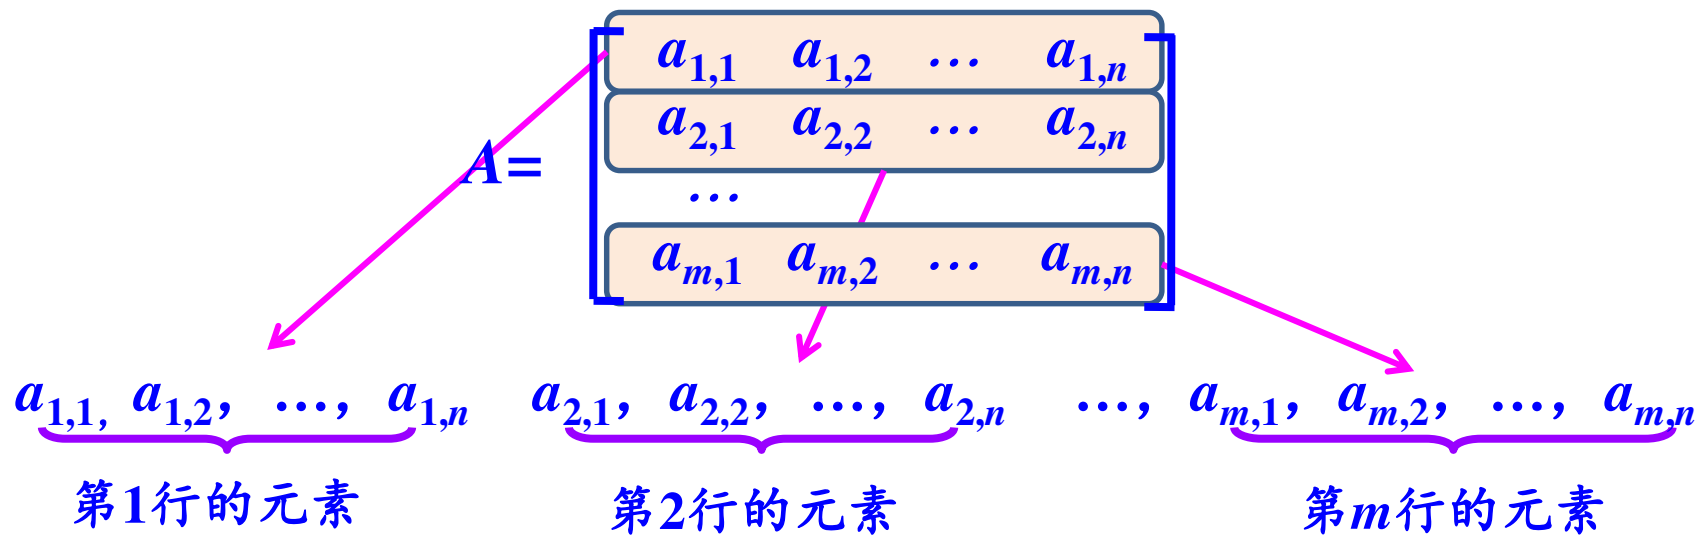 a1,1 a1,2 … a1,n
a2,1 a2,2 … a2,n
A=
…
am,1 am,2 … am,n
a1,1, a1,2, …, a1,n a2,1, a2,2, …, a2,n …, am,1, am,2, …, am,n
第1行的元素 第2行的元素 第m行的元素